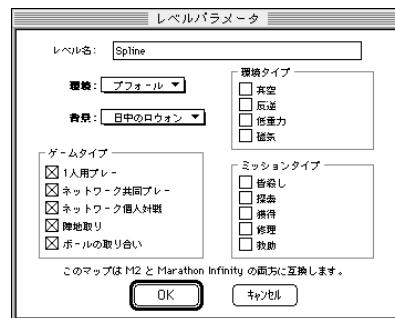 レベルパラメータ
レベル名: Spline
環境: プフォール
背景: 日中のロウォン
環境タイプ
真空
反逆
低重力
磁気
ゲームタイプ
1人用プレー
ネットワーク共同プレー
ネットワーク個人対戦
陣地取り
ボールの取り合い
ミッションタイプ
皆殺し
探索
獲得
修理
救助
このマップは M2 と Marathon Infinity の両方に互換します。
OK
キャンセル